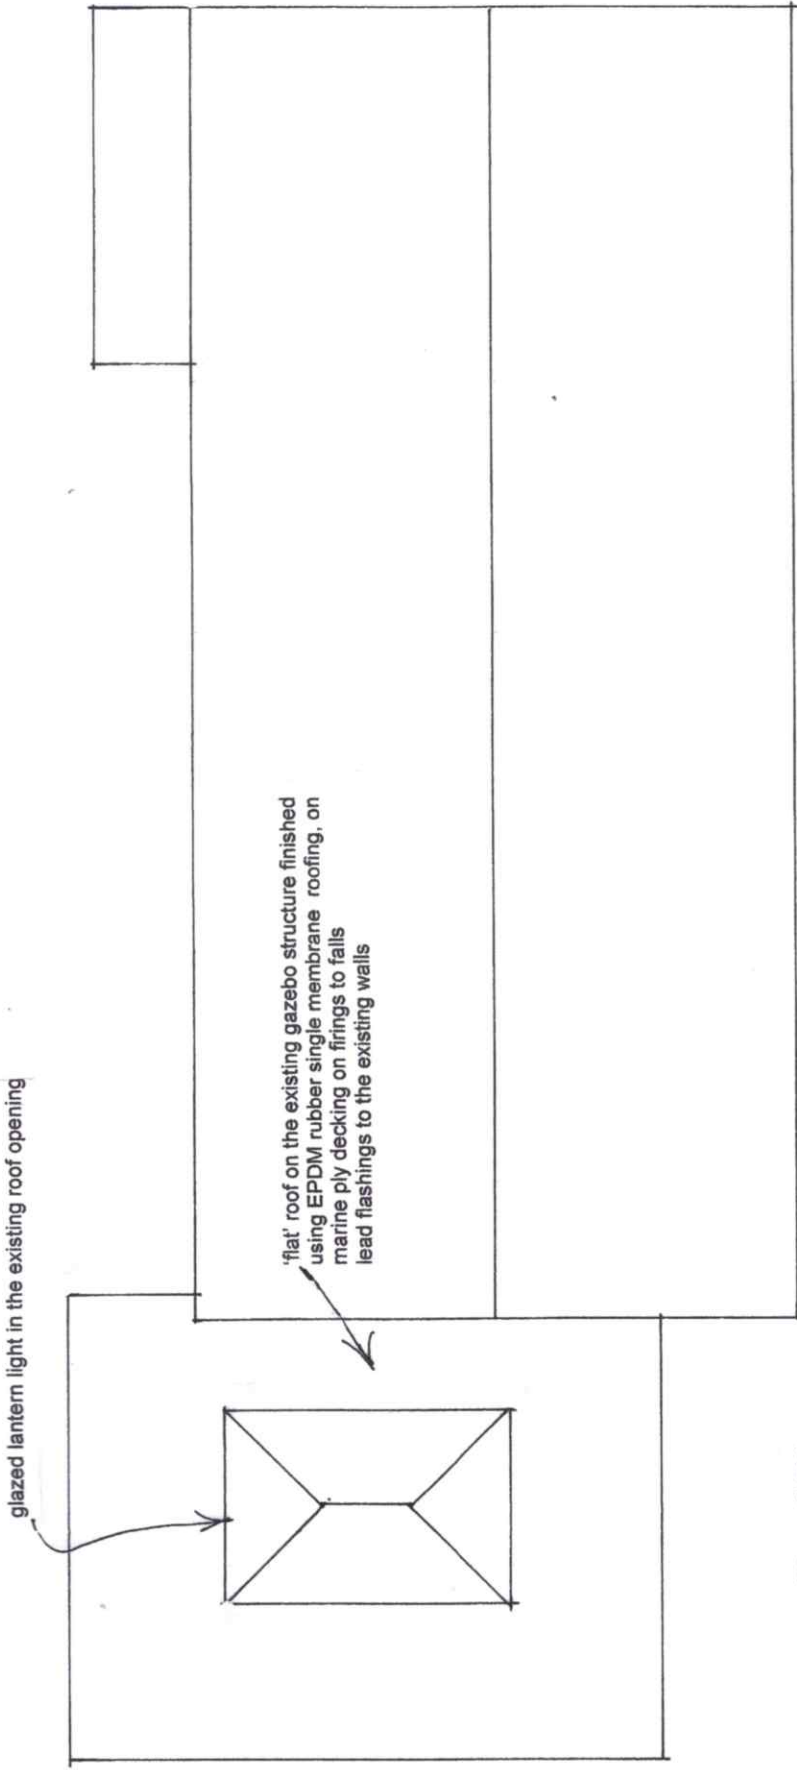 glazed lantern light in the existing roof opening
'flat' roof on the existing gazebo structure finished
using EPDM rubber single membrane roofing, on
marine ply decking on firings to falls
lead flashings to the existing walls